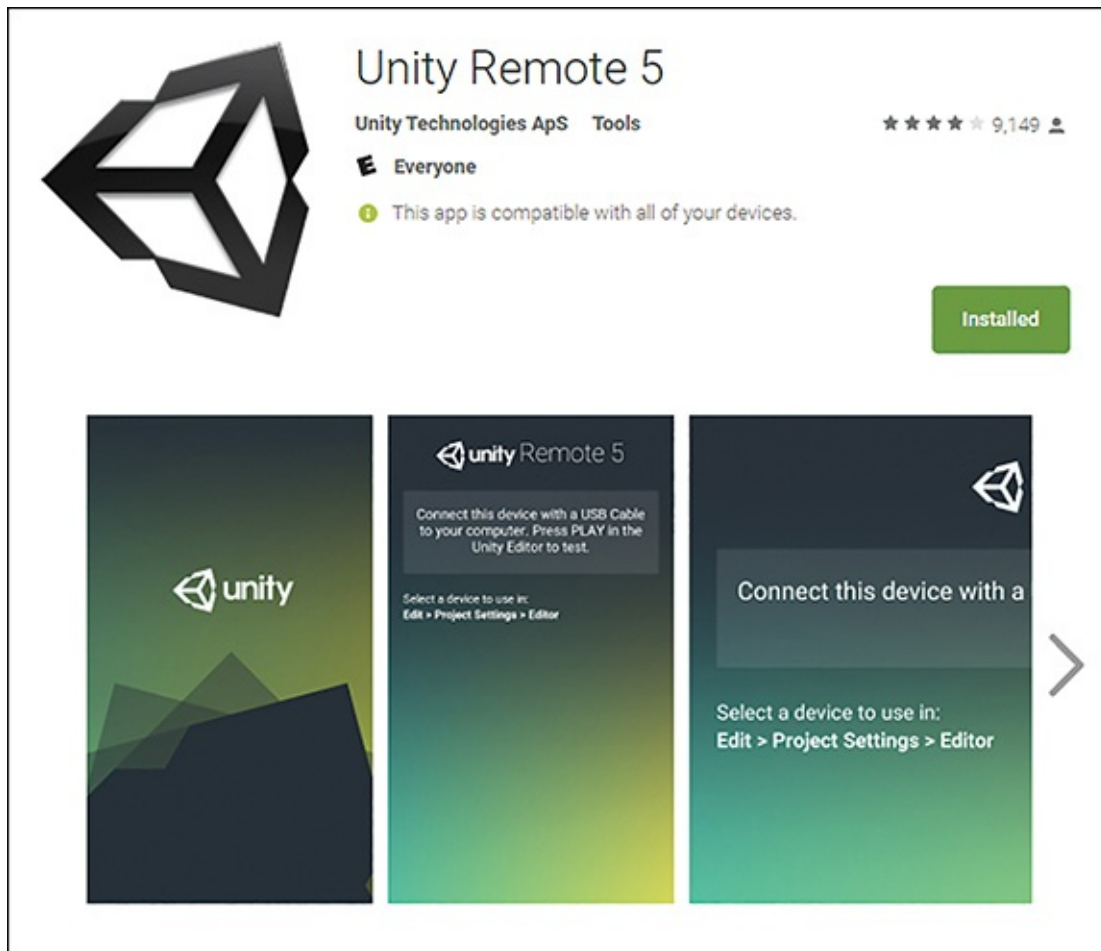 Unity Remote 5
Unity Technologies ApS Tools 9,149
E Everyone
This app is compatible with all of your devices.
Installed
unity
unity Remote 5
Connect this device with a USB Cable
to your computer. Press PLAY in the
Unity Editor to test.
Select a device to use in:
Edit > Project Settings > Editor
Connect this device with a
Select a device to use in:
Edit > Project Settings > Editor